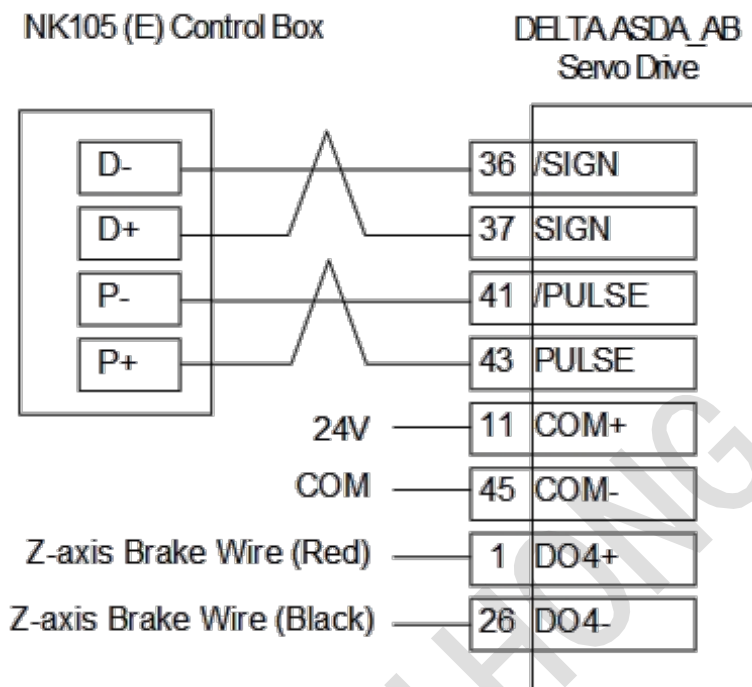 NK105 (E) Control Box
DELTA ASDA_AB
Servo Drive
D- 36 /SIGN
D+ 37 SIGN
P- 41 /PULSE
P+ 43 PULSE
24V 11 COM+
COM 45 COM-
Z-axis Brake Wire (Red) 1 DO4+
Z-axis Brake Wire (Black) 26 DO4-
HONG